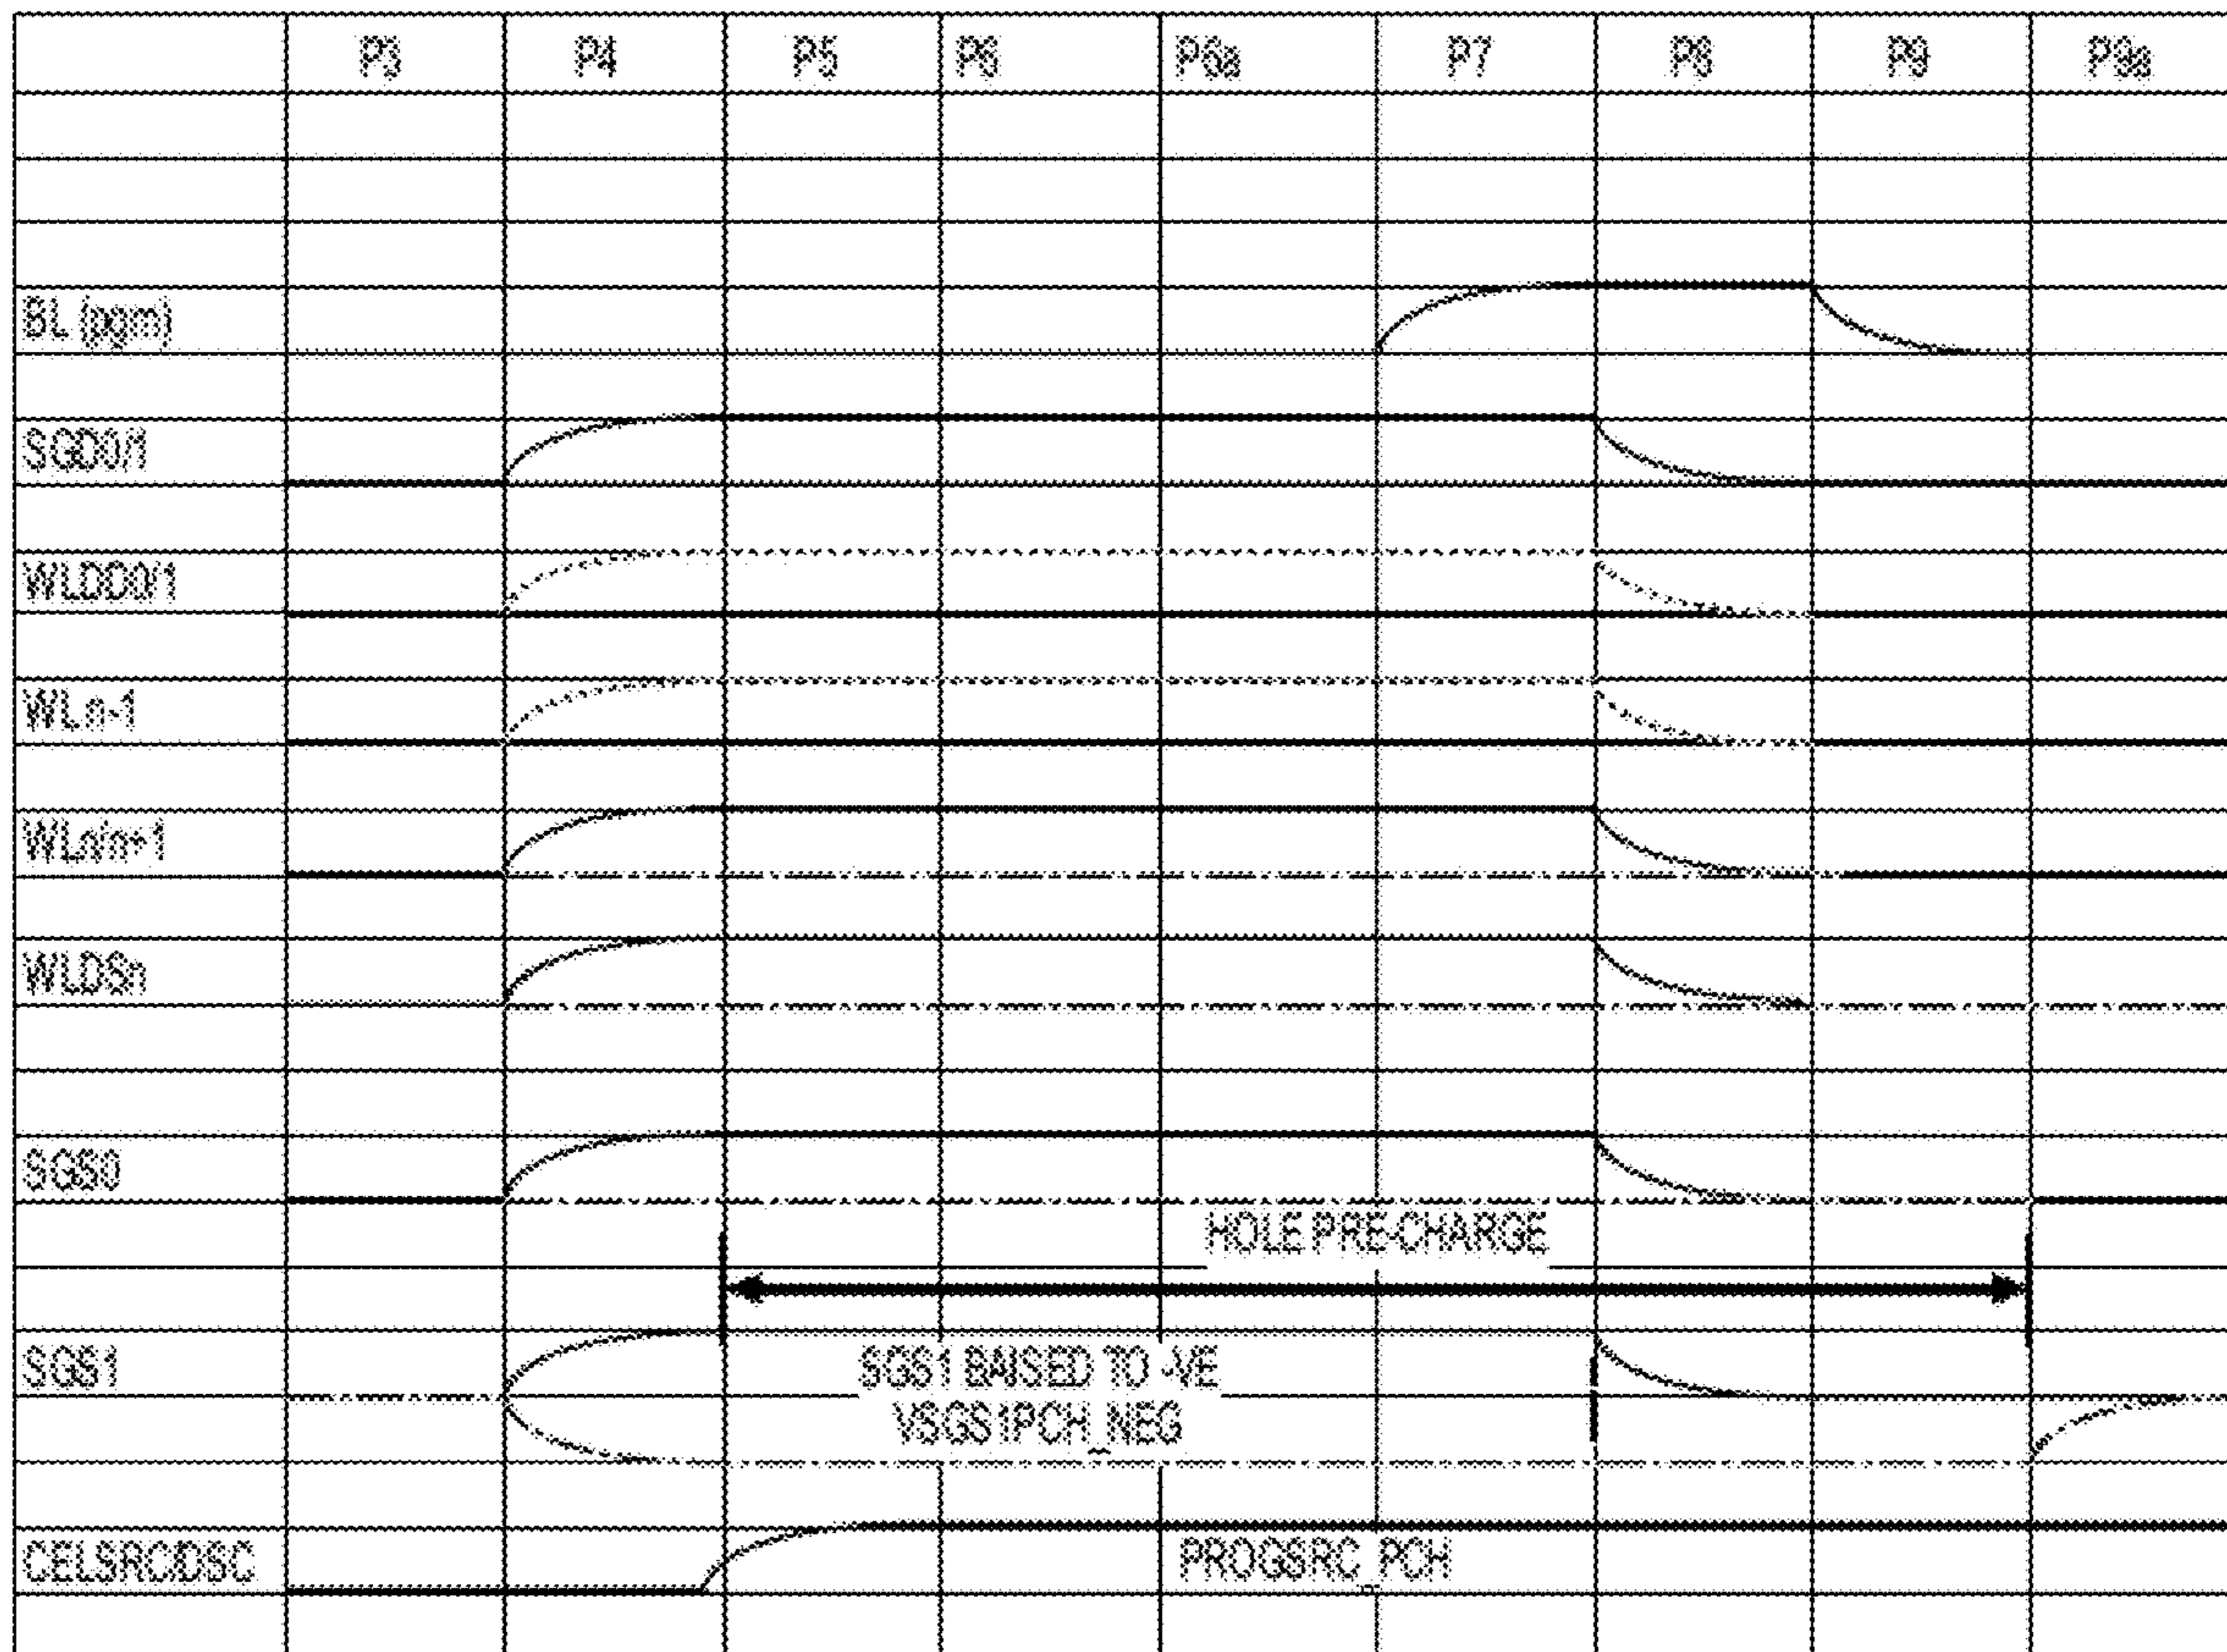 P3 P4 P5 P6 P6a P7 P8 P9 P9a
BL (pgm)
SGD0/1
WLDD0/1
WLn-1
WLn/n+1
WLDSn
SGS0
HOLE PRE-CHARGE
SGS1
SGS1 BAISED TO -VE
VSGS1PCH_NEG
CELSRC/DSC
PROGSRC_PCH